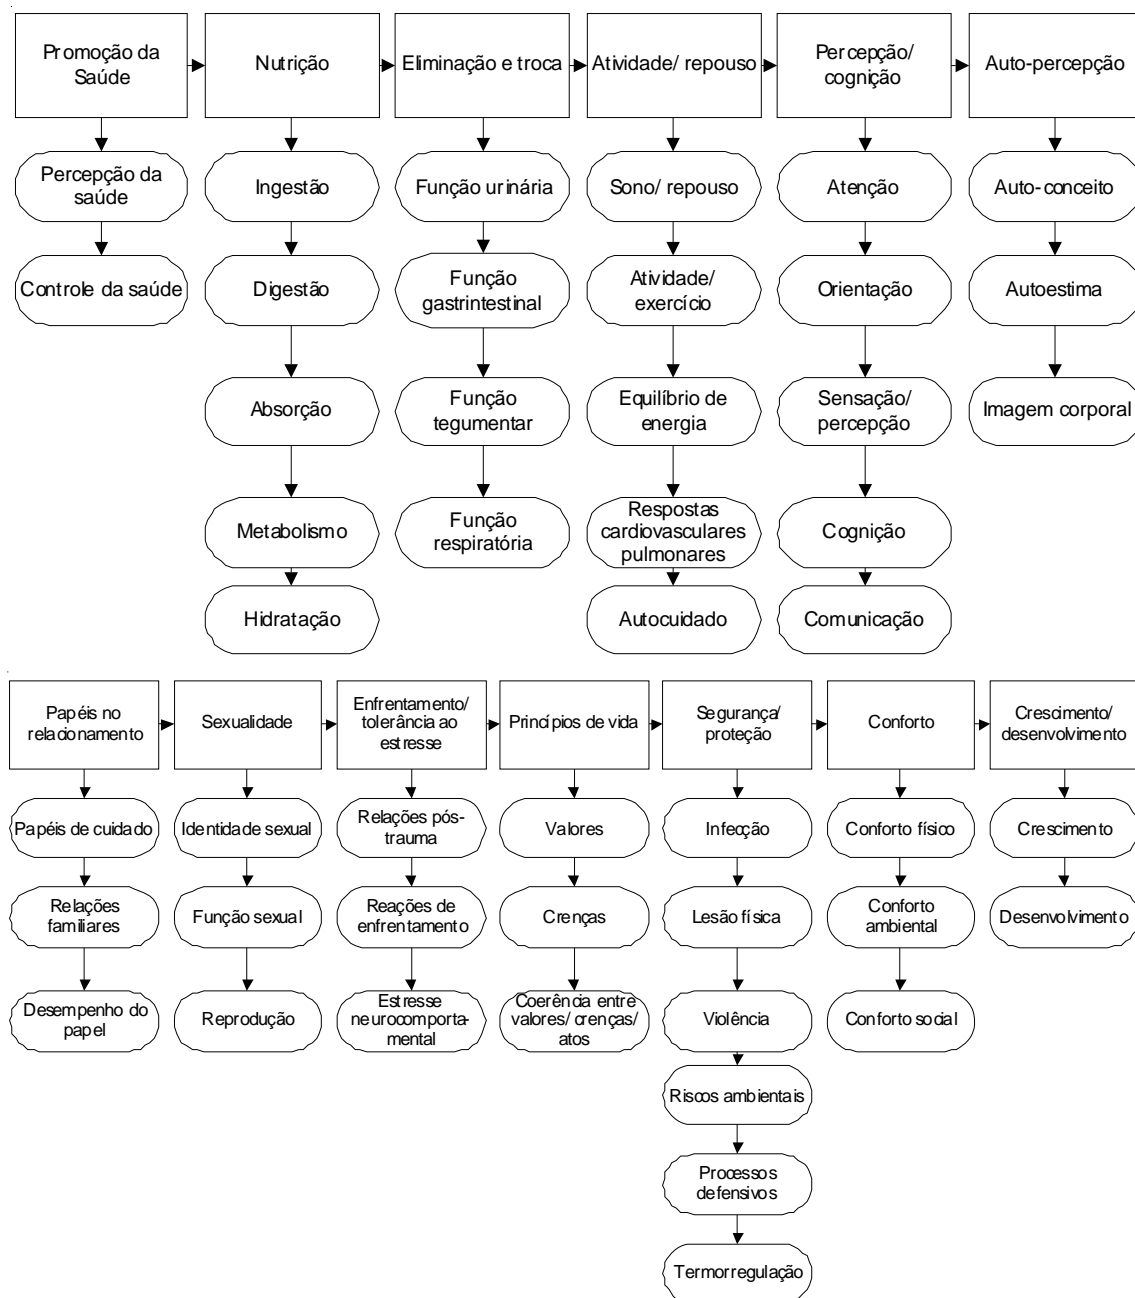 Promoção da
Saúde
Nutrição
Eliminação e troca
Atividade/ repouso
Percepção/
cognição
Auto-percepção
Percepção da
saúde
Ingestão
Função urinária
Sono/ repouso
Atenção
Auto-conceito
Controle da saúde
Digestão
Função
gastrintestinal
Atividade/
exercício
Orientação
Autoestima
Absorção
Função
tegumentar
Equilíbrio de
energia
Sensação/
percepção
Imagem corporal
Metabolismo
Função
respiratória
Respostas
cardiovasculares
pulmonares
Cognição
Hidratação
Autocuidado
Comunicação
Papéis no
relacionamento
Sexualidade
Enfrentamento/
tolerância ao
estresse
Princípios de vida
Segurança/
proteção
Conforto
Crescimento/
desenvolvimento
Papéis de cuidado
Identidade sexual
Relações pós-
trauma
Valores
Infecção
Conforto físico
Crescimento
Relações
familiares
Função sexual
Reações de
enfrentamento
Crenças
Lesão física
Conforto
ambiental
Desenvolvimento
Desempenho do
papel
Reprodução
Estresse
neurocomporta-
mental
Coerência entre
valores/ crenças/
atos
Violência
Conforto social
Riscos ambientais
Processos
defensivos
Termorregulação